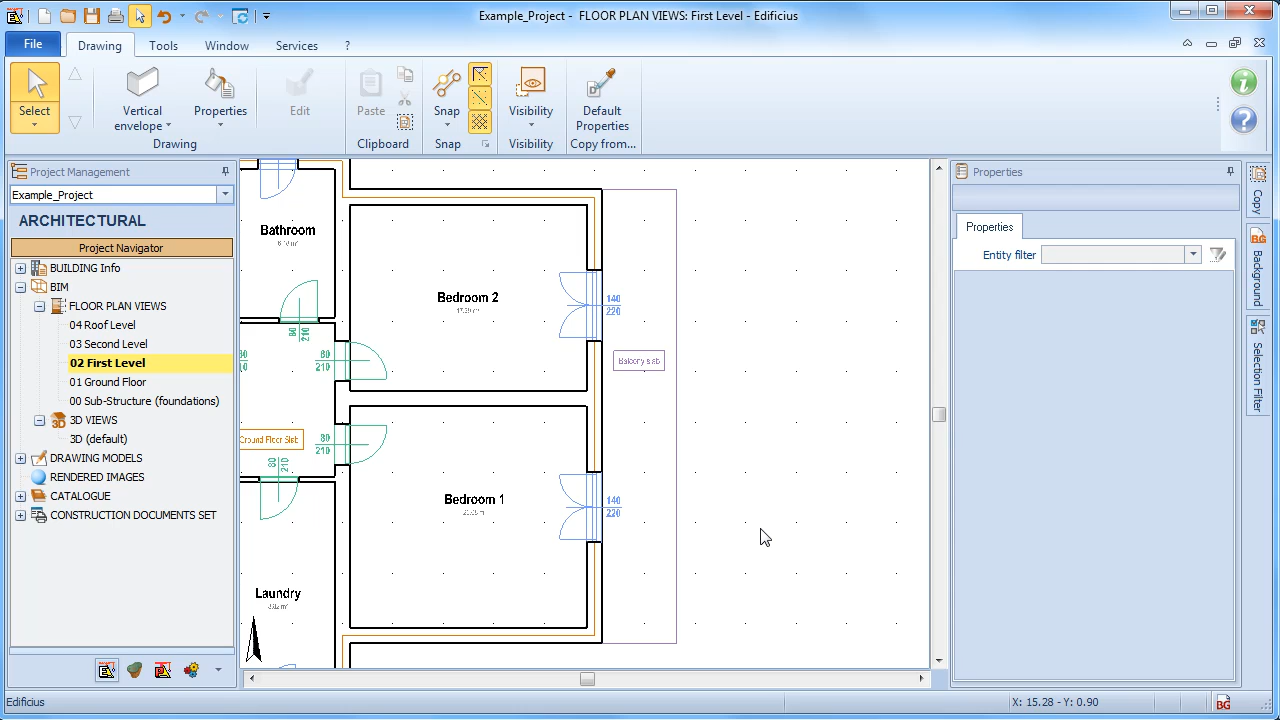 Example_Project - FLOOR PLAN VIEWS: First Level - Edificius
File
Drawing
Tools
Window
Services
?
Select
Vertical
envelope
Properties
Edit
Paste
Snap
Visibility
Default
Properties
Drawing
Clipboard
Snap
Visibility
Copy from...
Project Management
Example_Project
ARCHITECTURAL
Project Navigator
BUILDING Info
BIM
FLOOR PLAN VIEWS
04 Roof Level
03 Second Level
02 First Level
01 Ground Floor
00 Sub-Structure (foundations)
3D VIEWS
3D (default)
DRAWING MODELS
RENDERED IMAGES
CATALOGUE
CONSTRUCTION DOCUMENTS SET
Bathroom
Bedroom 2
140
220
80
210
80
210
Balcony slab
Ground Floor Slab
80
210
80
210
Bedroom 1
140
220
Laundry
Properties
Properties
Entity filter
Copy
BG
Background
Selection Filter
Edificius
X: 15.28 - Y: 0.90
BG